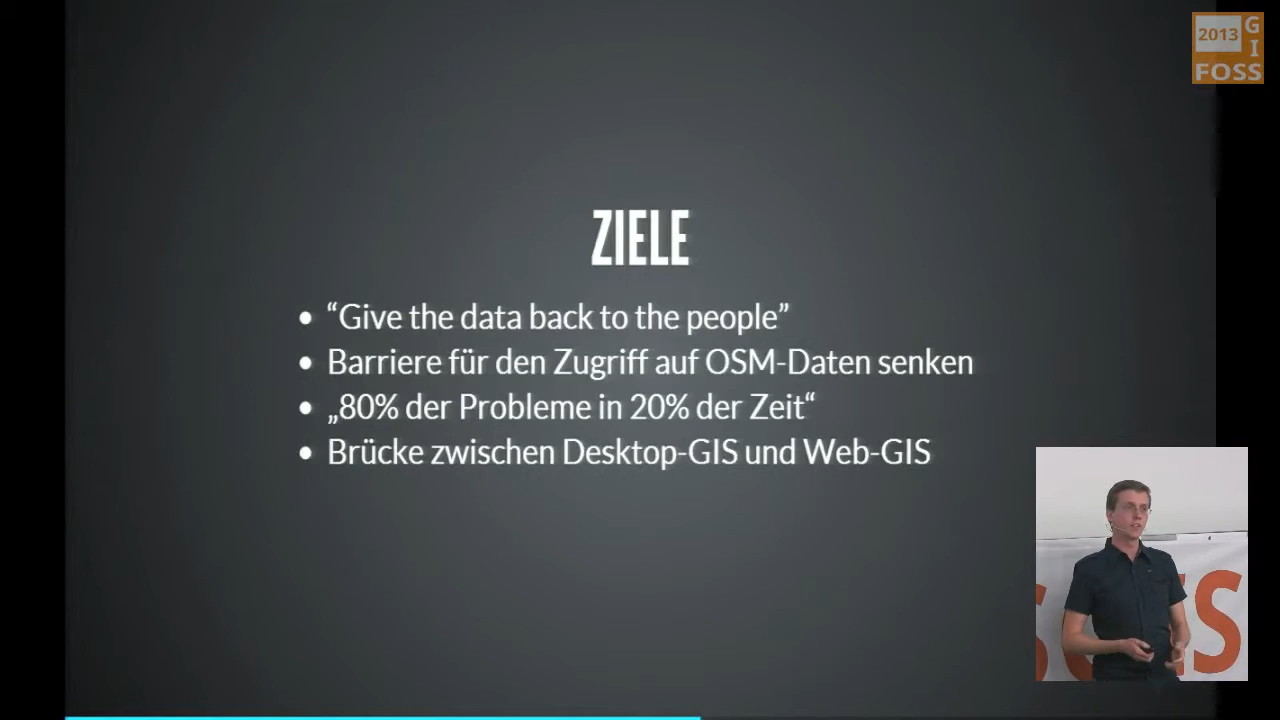 2013
G
I
FOSS
ZIELE
• “Give the data back to the people”
• Barriere für den Zugriff auf OSM-Daten senken
• „80% der Probleme in 20% der Zeit“
• Brücke zwischen Desktop-GIS und Web-GIS